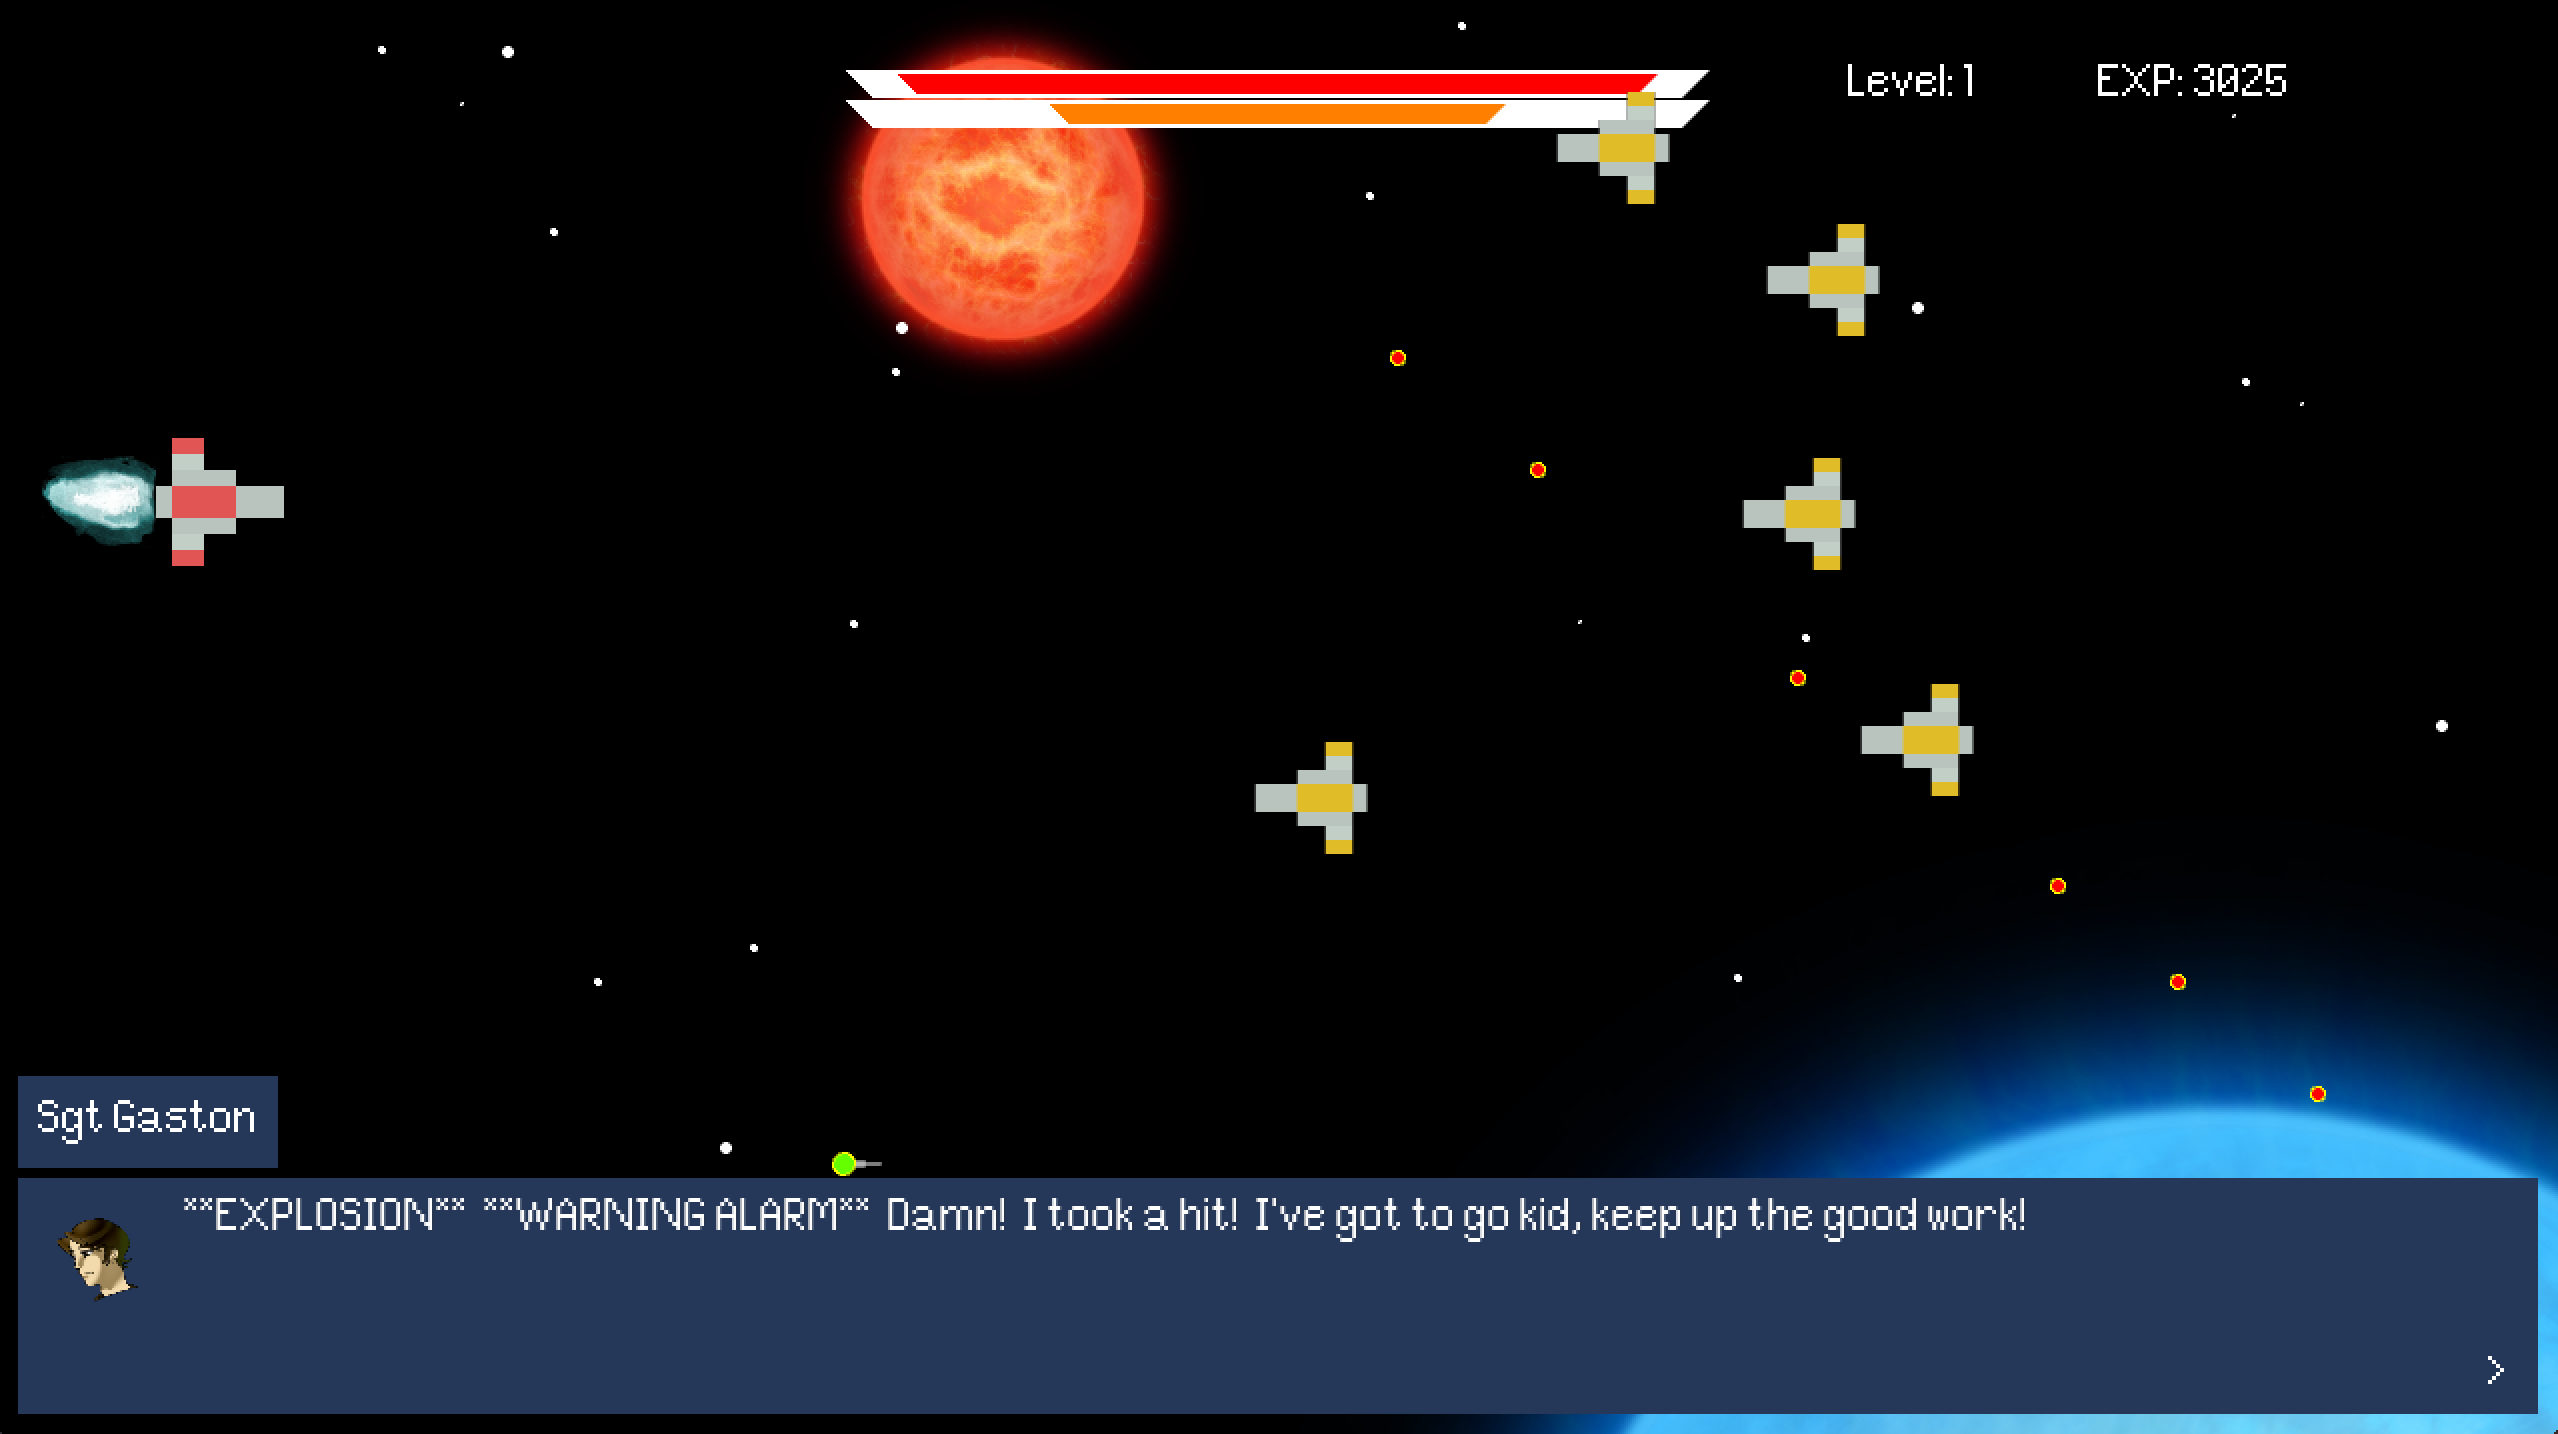 Level: 1 EXP: 3025
Sgt Gaston
**EXPLOSION** **WARNING ALARM** Damn! I took a hit! I've got to go kid, keep up the good work!
>